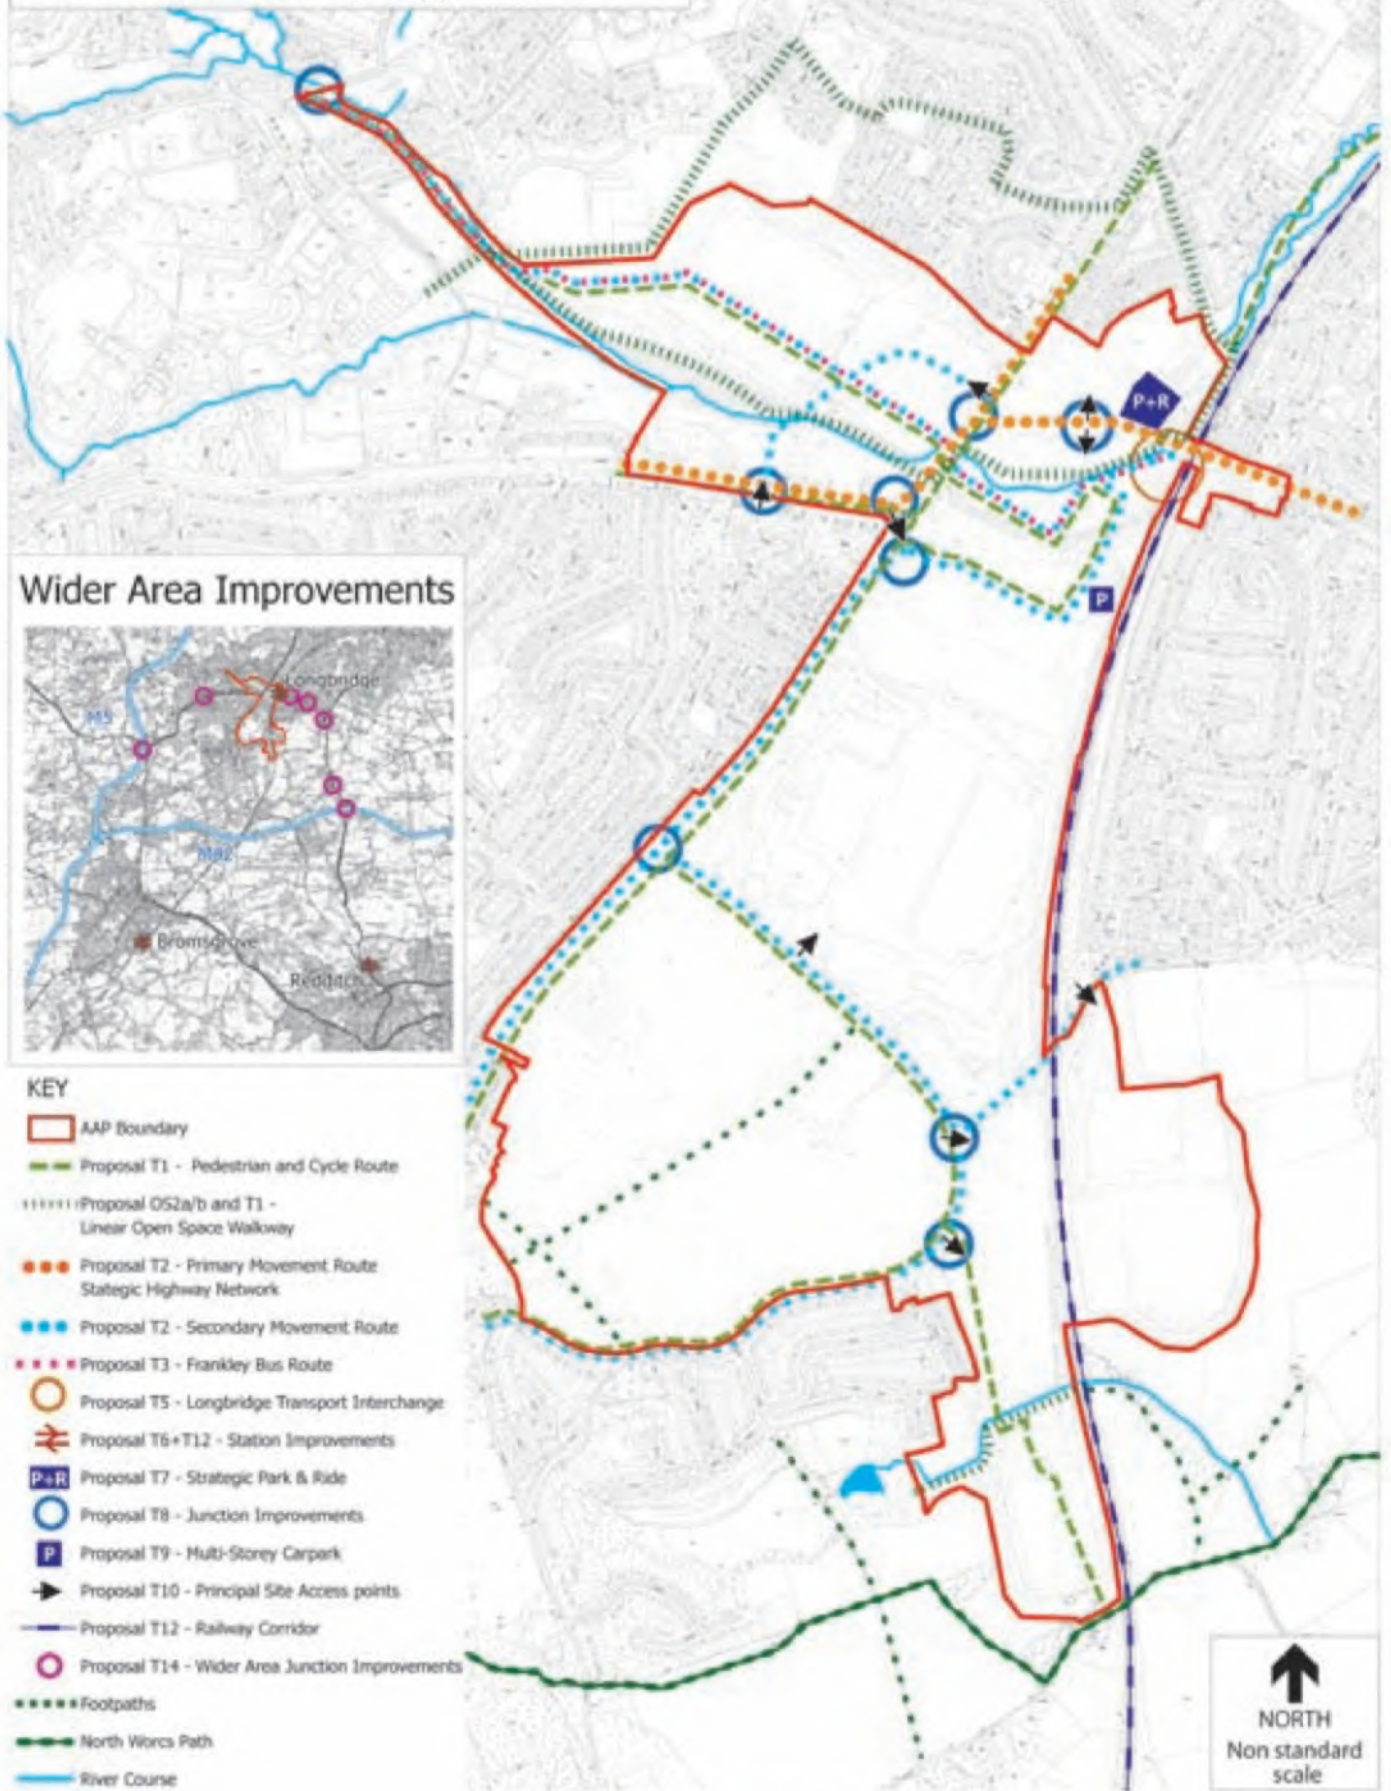 P+R
P
Wider Area Improvements
Longbridge
M5
M42
Bromsgrove
Redditch
KEY
AAP Boundary
Proposal T1 - Pedestrian and Cycle Route
Proposal OS2a/b and T1 -
Linear Open Space Walkway
Proposal T2 - Primary Movement Route
Stategic Highway Network
Proposal T2 - Secondary Movement Route
Proposal T3 - Frankley Bus Route
Proposal T5 - Longbridge Transport Interchange
Proposal T6+T12 - Station Improvements
P+R Proposal T7 - Strategic Park & Ride
Proposal T8 - Junction Improvements
P Proposal T9 - Multi-Storey Carpark
Proposal T10 - Principal Site Access points
Proposal T12 - Railway Corridor
Proposal T14 - Wider Area Junction Improvements
Footpaths
North Worcs Path
River Course
NORTH
Non standard
scale